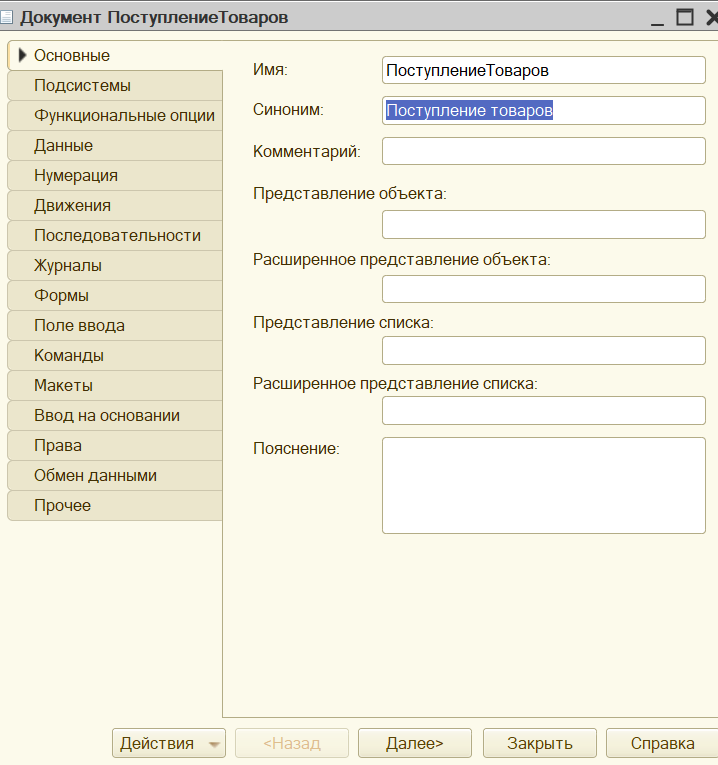 Документ ПоступлениеТоваров
Основные
Подсистемы
Функциональные опции
Данные
Нумерация
Движения
Последовательности
Журналы
Формы
Поле ввода
Команды
Макеты
Ввод на основании
Права
Обмен данными
Прочее
Имя: ПоступлениеТоваров
Синоним: Поступление товаров
Комментарий:
Представление объекта:
Расширенное представление объекта:
Представление списка:
Расширенное представление списка:
Пояснение:
Действия <Назад Далее> Закрыть Справка